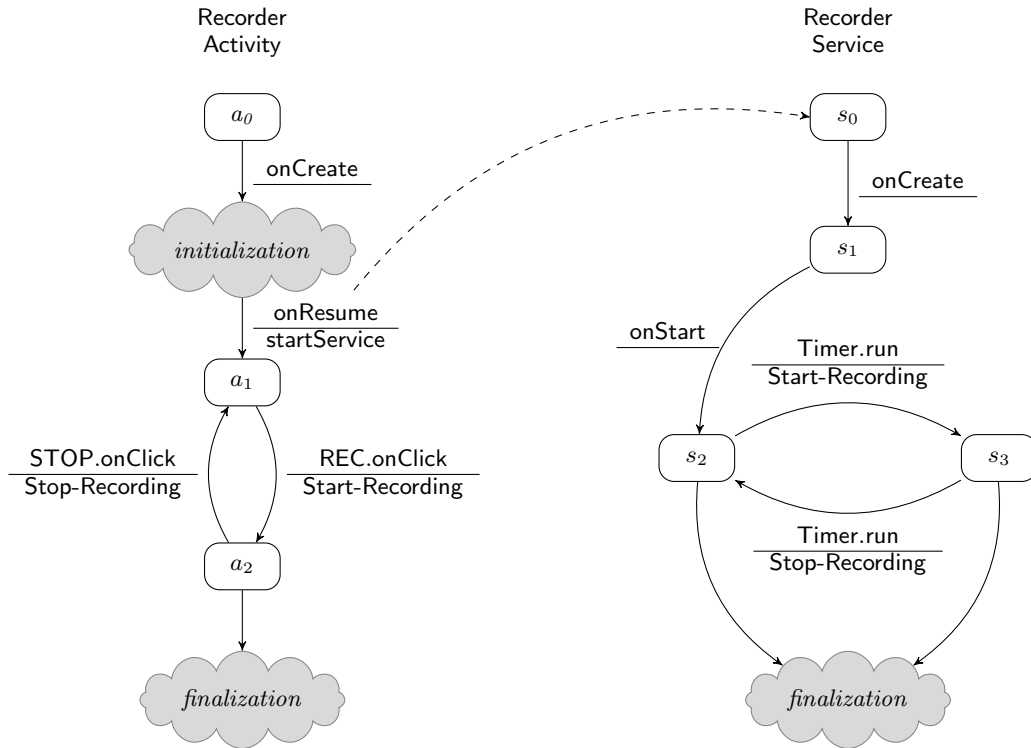 Recorder
Activity
Recorder
Service
a0
s0
onCreate
onCreate
initialization
s1
onResume
startService
onStart
Timer.run
Start-Recording
a1
STOP.onClick
Stop-Recording
REC.onClick
Start-Recording
s2
s3
Timer.run
Stop-Recording
a2
finalization
finalization